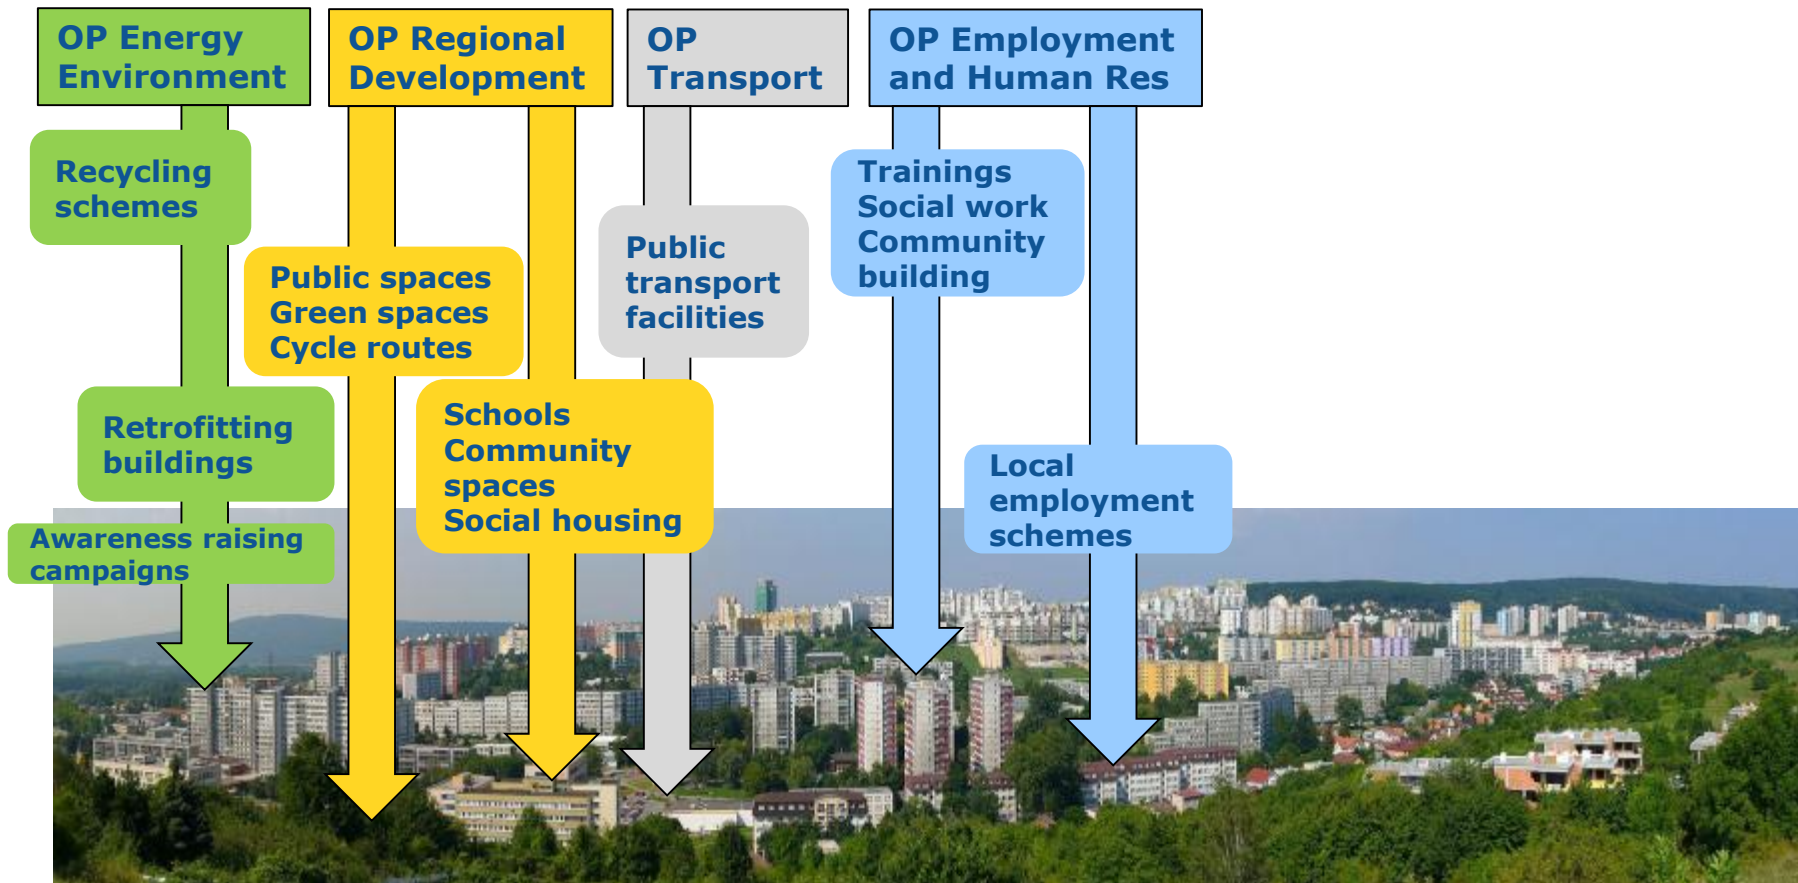 OP Energy
Environment
OP Regional
Development
OP
Transport
OP Employment
and Human Res
Recycling
schemes
Public spaces
Green spaces
Cycle routes
Public
transport
facilities
Trainings
Social work
Community
building
Retrofitting
buildings
Schools
Community
spaces
Social housing
Local
employment
schemes
Awareness raising
campaigns